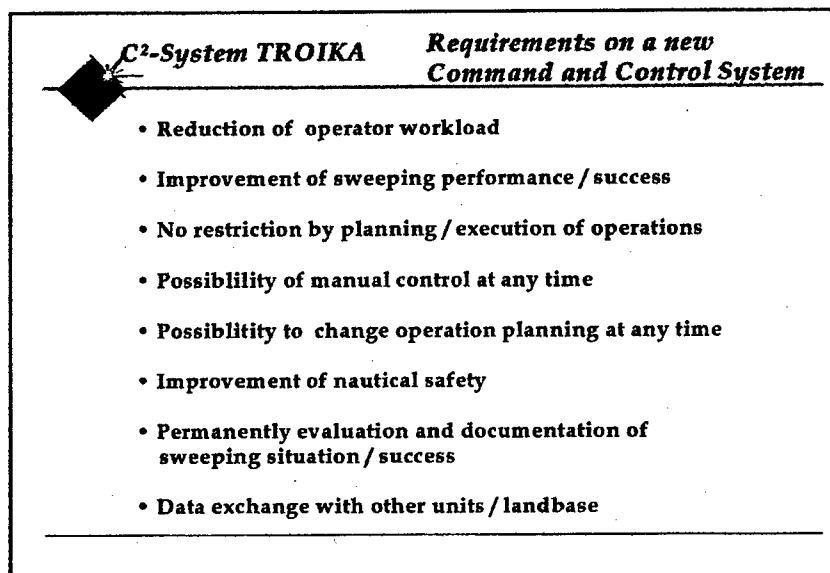 C²-System TROIKA
Requirements on a new
Command and Control System
• Reduction of operator workload
• Improvement of sweeping performance / success
• No restriction by planning / execution of operations
• Possiblility of manual control at any time
• Possiblitity to change operation planning at any time
• Improvement of nautical safety
• Permanently evaluation and documentation of
sweeping situation / success
• Data exchange with other units / landbase